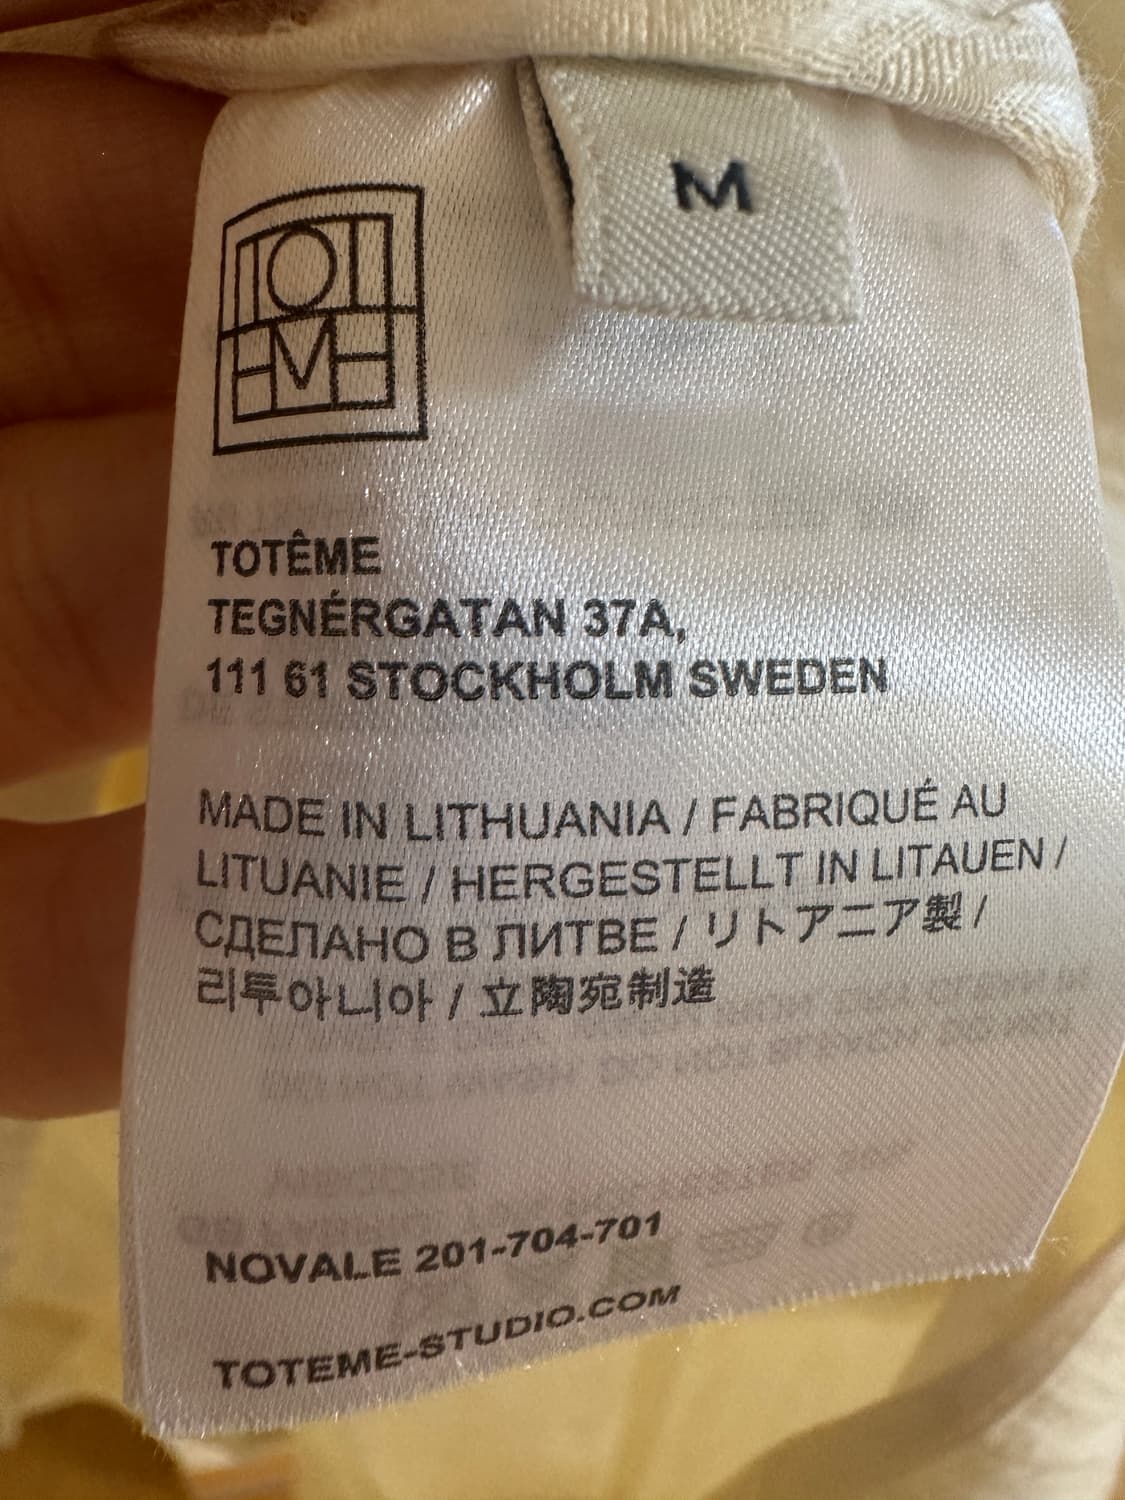 M
TOTEME
TOTÊME
TEGNÉRGATAN 37A,
111 61 STOCKHOLM SWEDEN
MADE IN LITHUANIA / FABRIQUÉ AU
LITUANIE / HERGESTELLT IN LITAUEN /
СДЕЛАНО В ЛИТВЕ / リトアニア製 /
리투아니아 / 立陶宛制造
NOVALE 201-704-701
TOTEME-STUDIO.COM